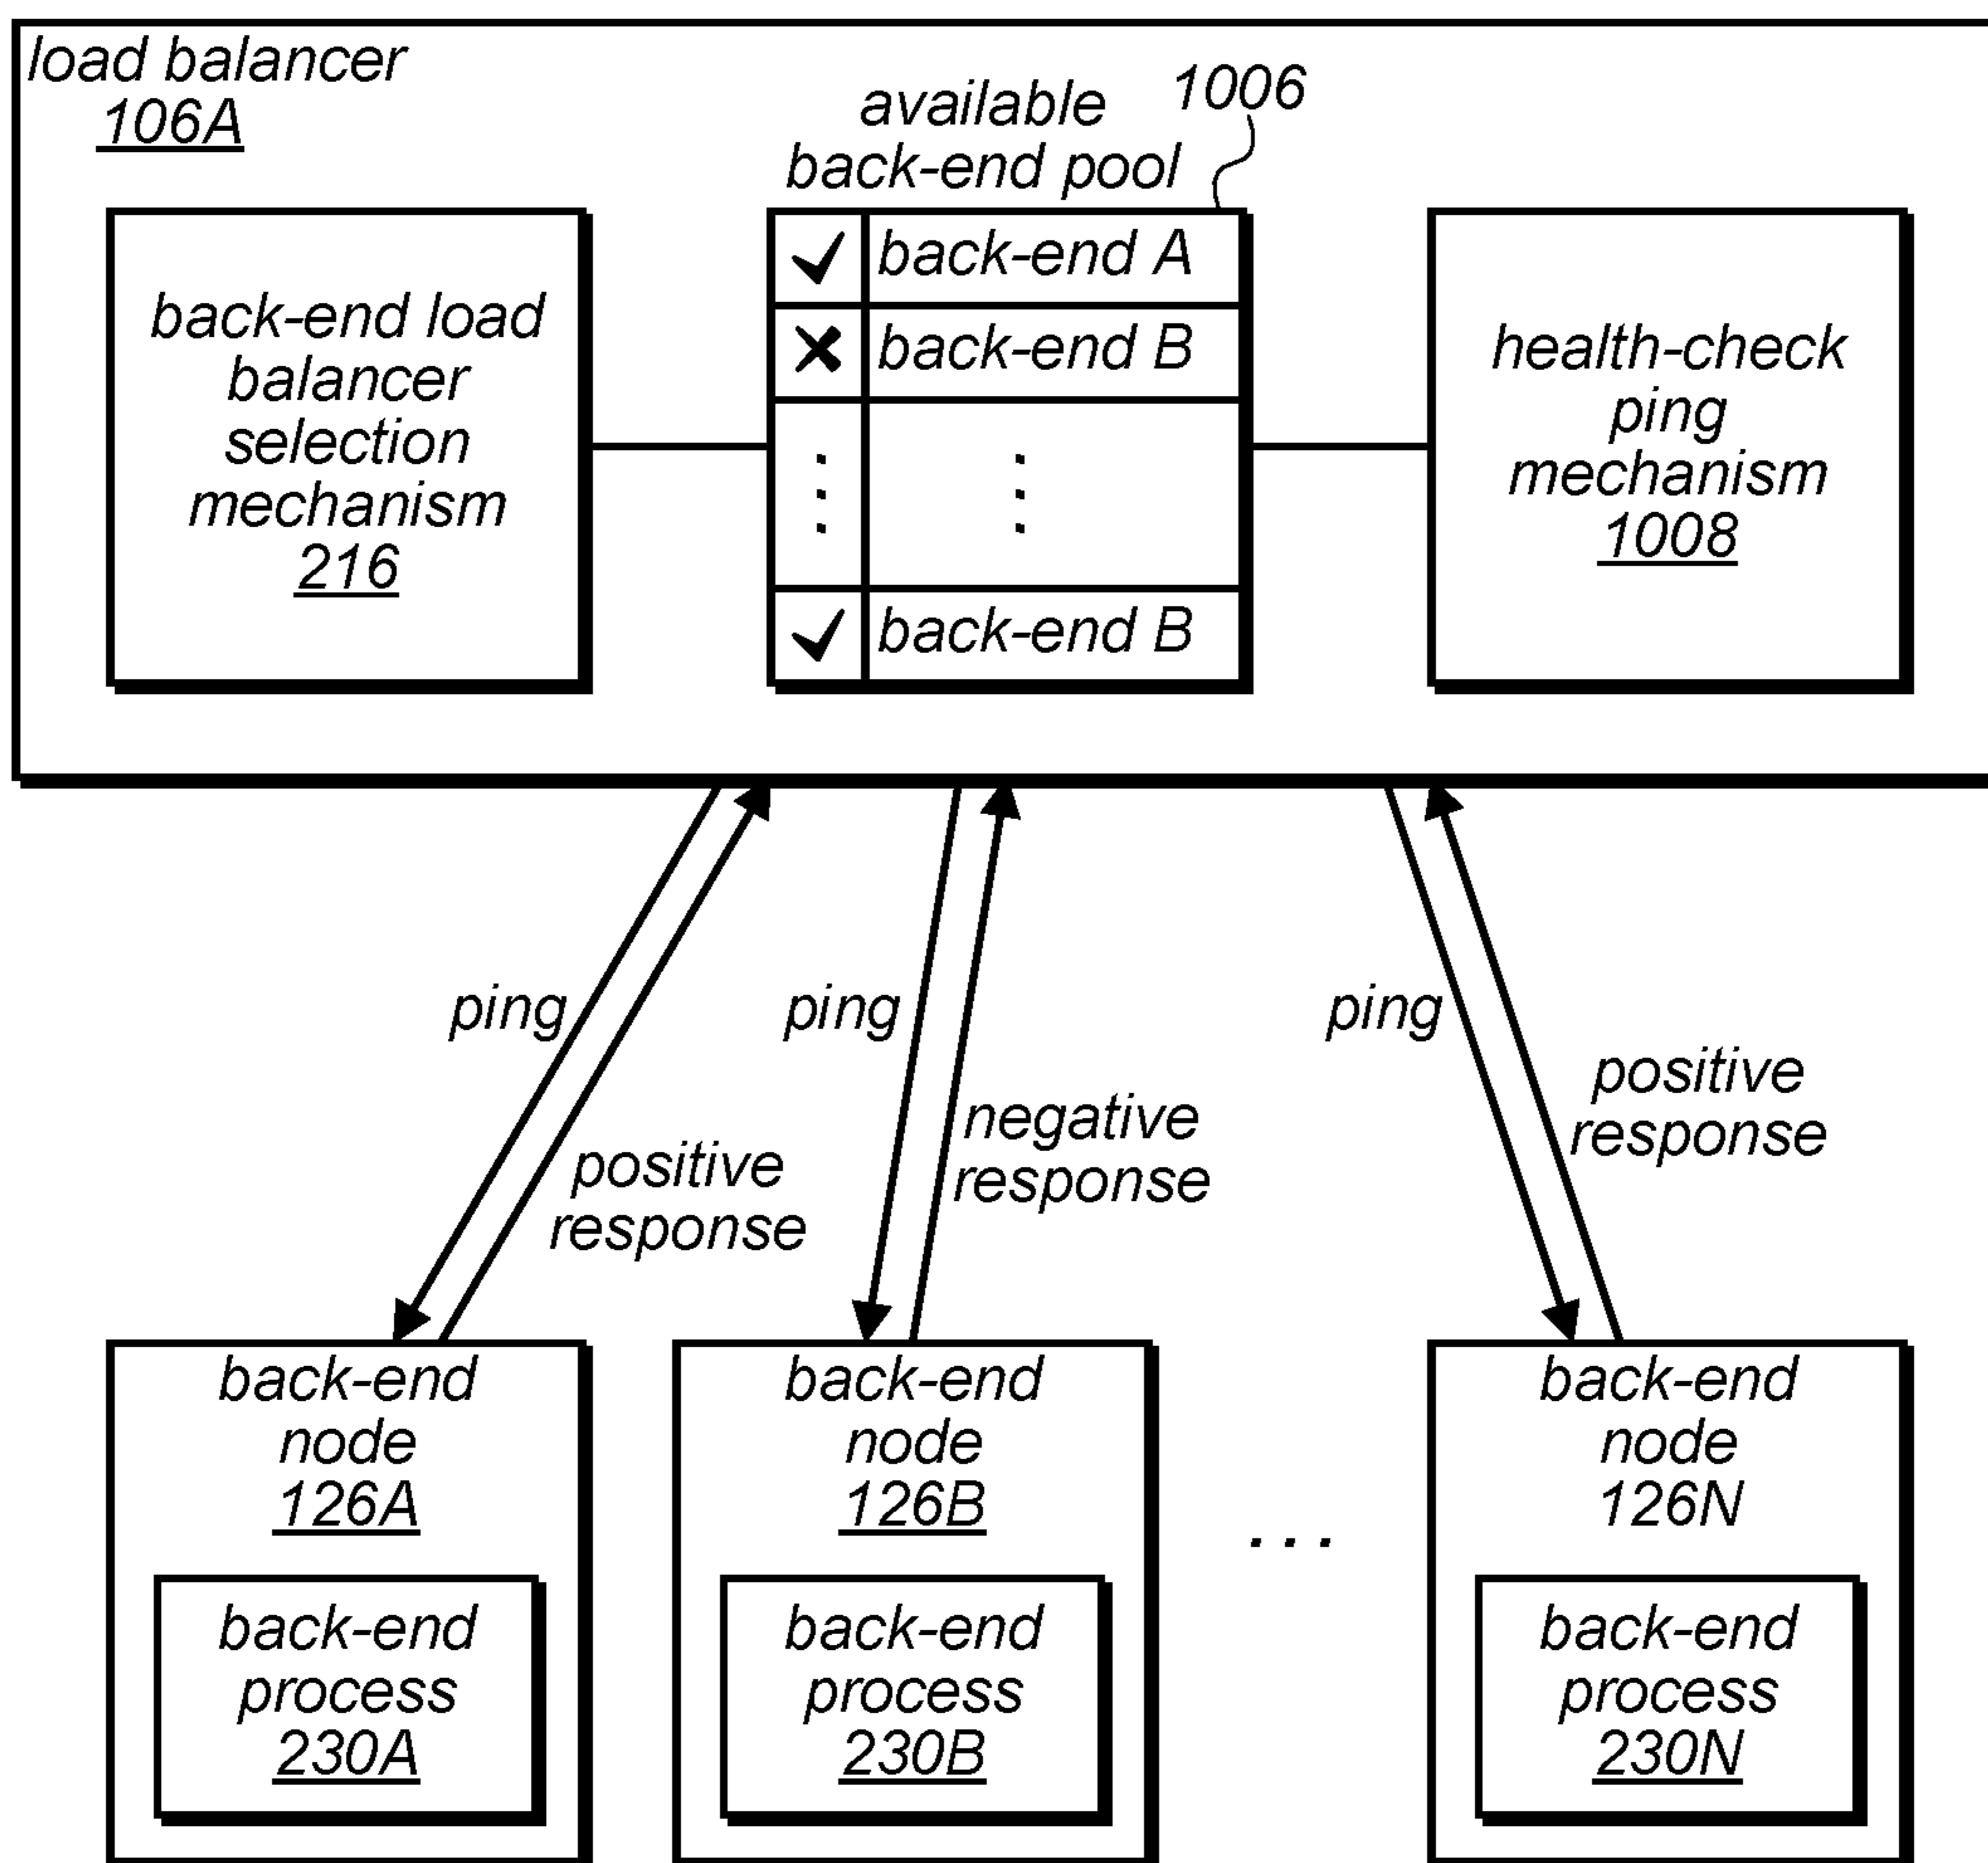 load balancer
106A
available
back-end pool
1006
back-end load
balancer
selection
mechanism
216
✓ back-end A
✗ back-end B
⋮ ⋮
✓ back-end B
health-check
ping
mechanism
1008
ping
positive
response
ping
negative
response
ping
positive
response
back-end
node
126A
back-end
process
230A
back-end
node
126B
back-end
process
230B
...
back-end
node
126N
back-end
process
230N